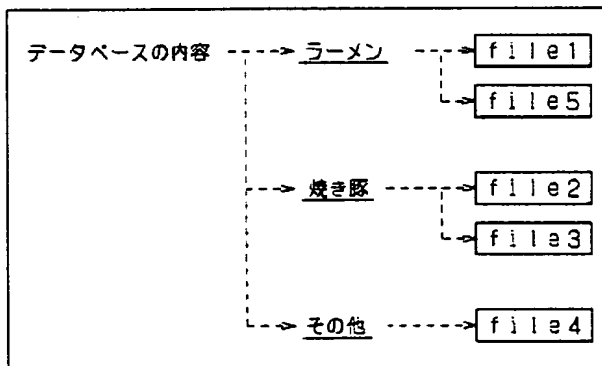 データベースの内容 ラーメン file1
file5
焼き豚 file2
file3
その他 file4